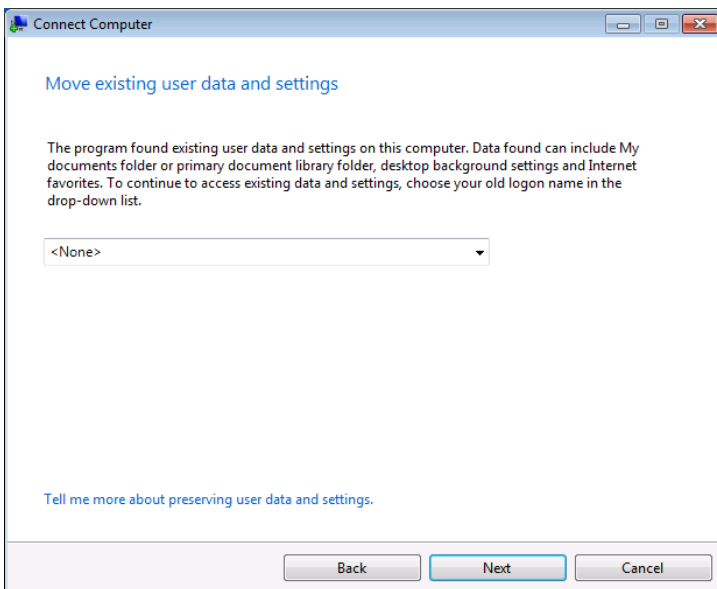 Connect Computer
Move existing user data and settings
The program found existing user data and settings on this computer. Data found can include My
documents folder or primary document library folder, desktop background settings and Internet
favorites. To continue to access existing data and settings, choose your old logon name in the
drop-down list.
<None>
Tell me more about preserving user data and settings.
Back Next Cancel